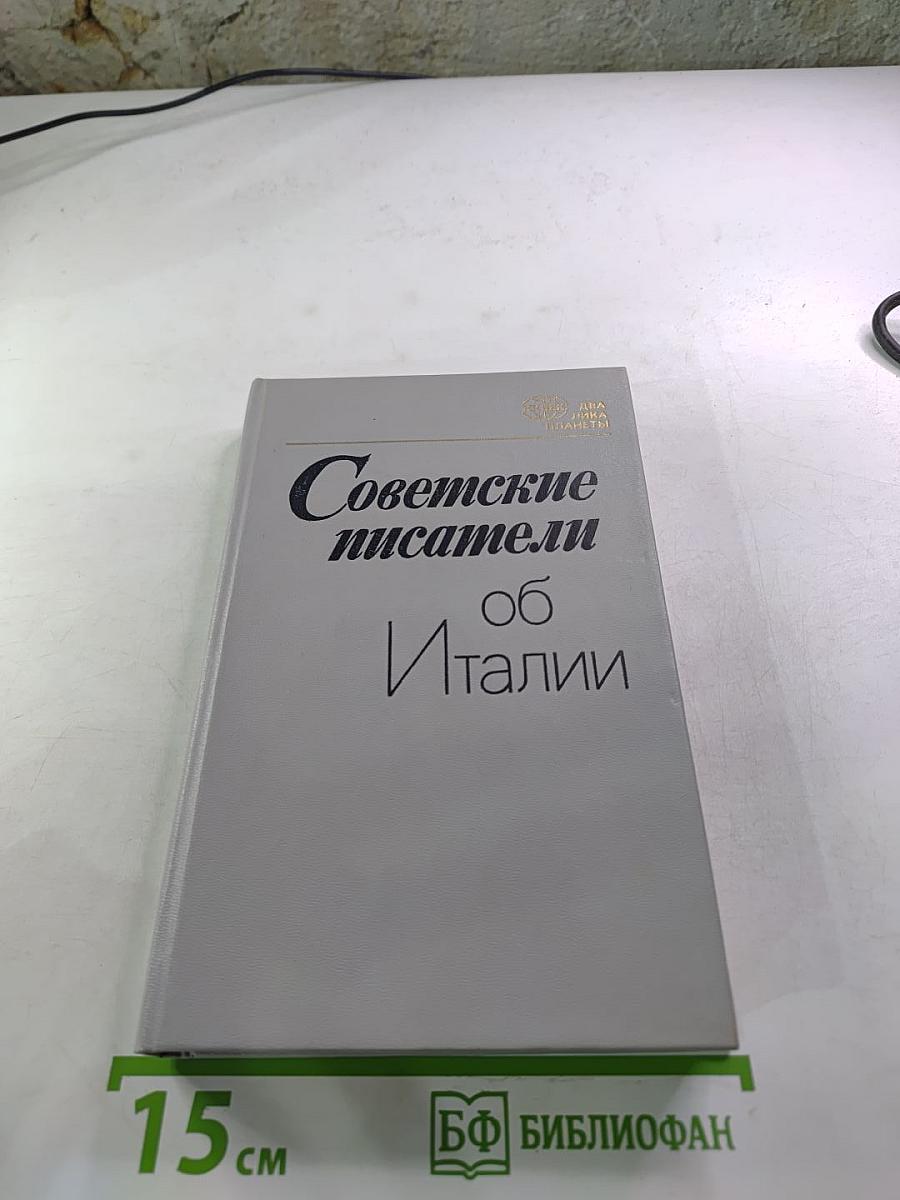 ДВА
ЛИКА
ПЛАНЕТЫ
Советские
писатели
об
Италии
15 см
БФ БИБЛИОФАН